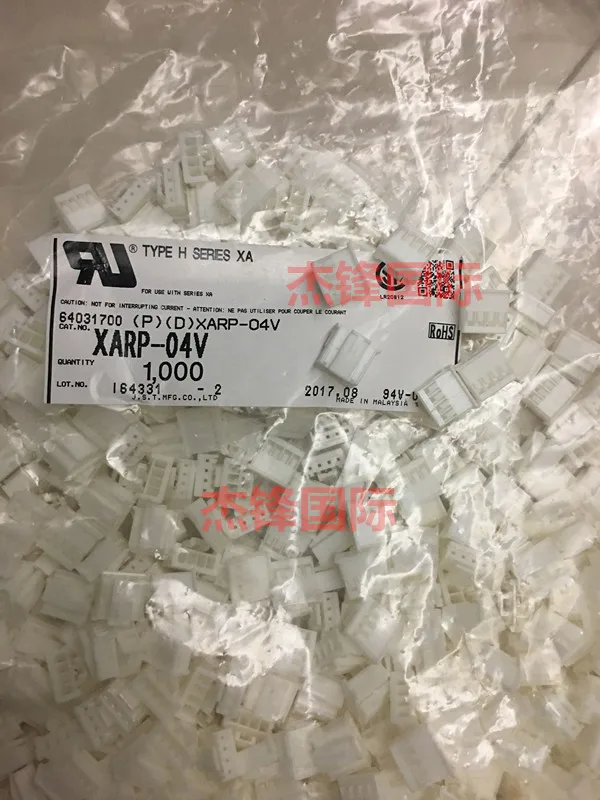 ® TYPE H SERIES XA
FOR USE WITH SERIES XA
杰锋国际
LR20812
CAUTION: NOT FOR INTERRUPTING CURRENT - ATTENTION: NE PAS UTILISER POUR COUPER LE COURANT
64031700 (P)(D)XARP-04V
CAT.NO. XARP-04V
RoHS
QUANTITY 1,000
LOT.NO. I64331 -2 2017.08 94V-0
J.S.T.MFG.CO.,LTD MADE IN MALAYSIA
杰锋国际